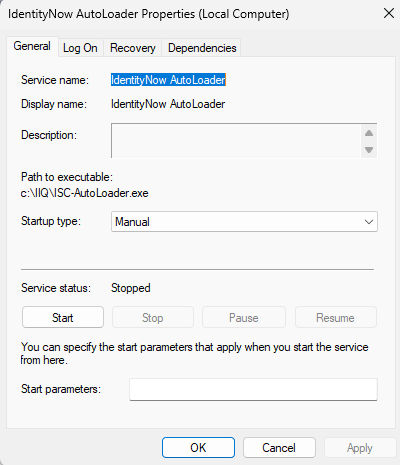 IdentityNow AutoLoader Properties (Local Computer)
General Log On Recovery Dependencies
Service name: IdentityNow AutoLoader
Display name: IdentityNow AutoLoader
Description:
Path to executable:
c:\IIQ\ISC-AutoLoader.exe
Startup type: Manual
Service status: Stopped
Start Stop Pause Resume
You can specify the start parameters that apply when you start the service
from here.
Start parameters:
OK Cancel Apply